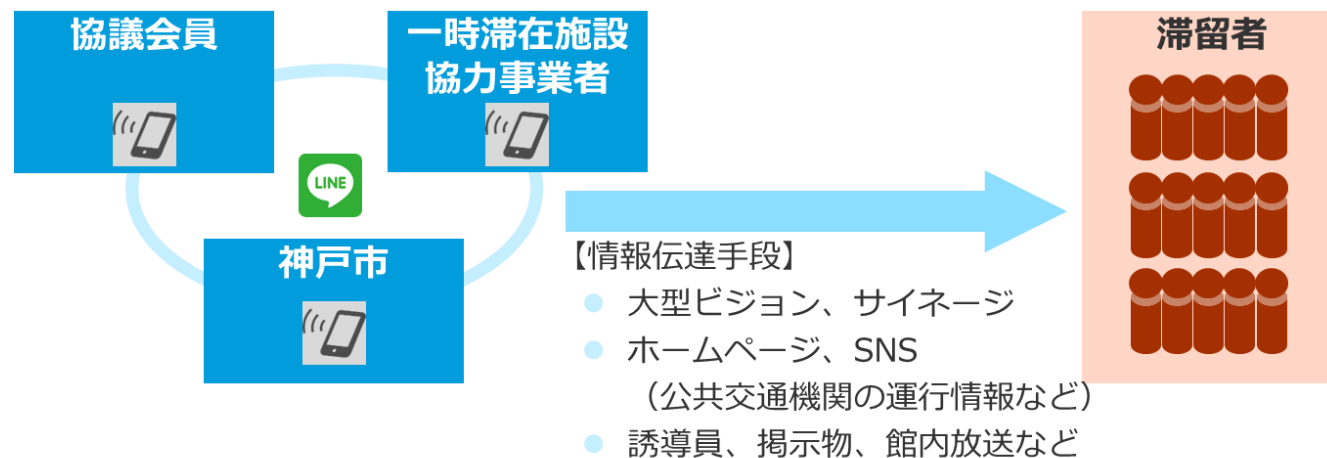 協議会員
一時滞在施設
協力事業者
滞留者
LINE
神戸市
【情報伝達手段】
● 大型ビジョン、サイネージ
● ホームページ、SNS
（公共交通機関の運行情報など）
● 誘導員、掲示物、館内放送など